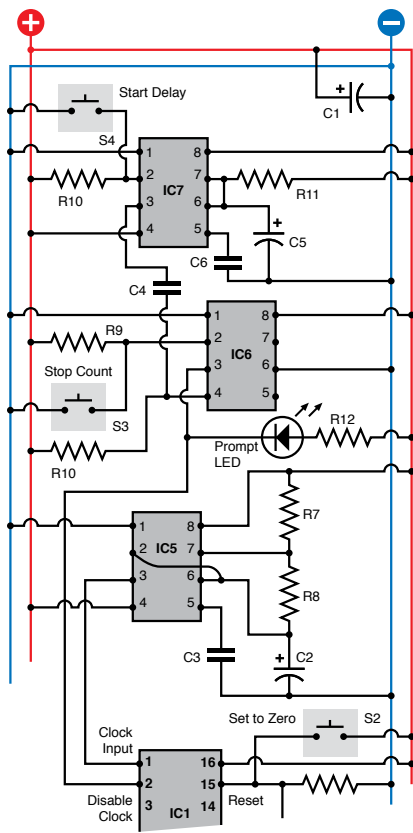 + −
+
C1
Start Delay
S4
1 8
R10 2 IC7 7 R11
3 6
+
4 5 C5
C6
C4
1 8
R9
2 7
IC6
Stop Count
3 6
4 5
S3
R12
Prompt
LED
R10
1 8 R7
2 IC5 7
3 6 R8
4 5
C3
+ C2
Set to Zero S2
Clock
Input
1 16
2 15
Disable
Clock
3 IC1 14
Reset